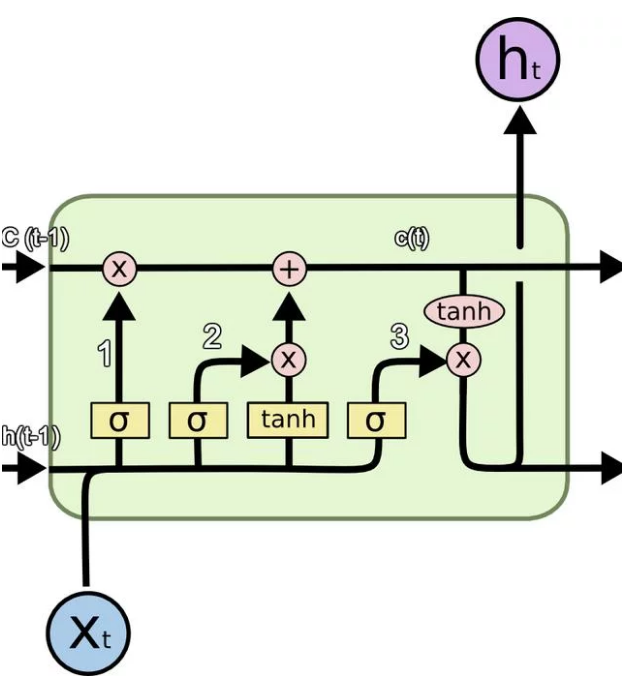 ht
C (t-1)
c(t)
x
+
tanh
1
2
3
x
x
σ
σ
tanh
σ
h(t-1)
Xt